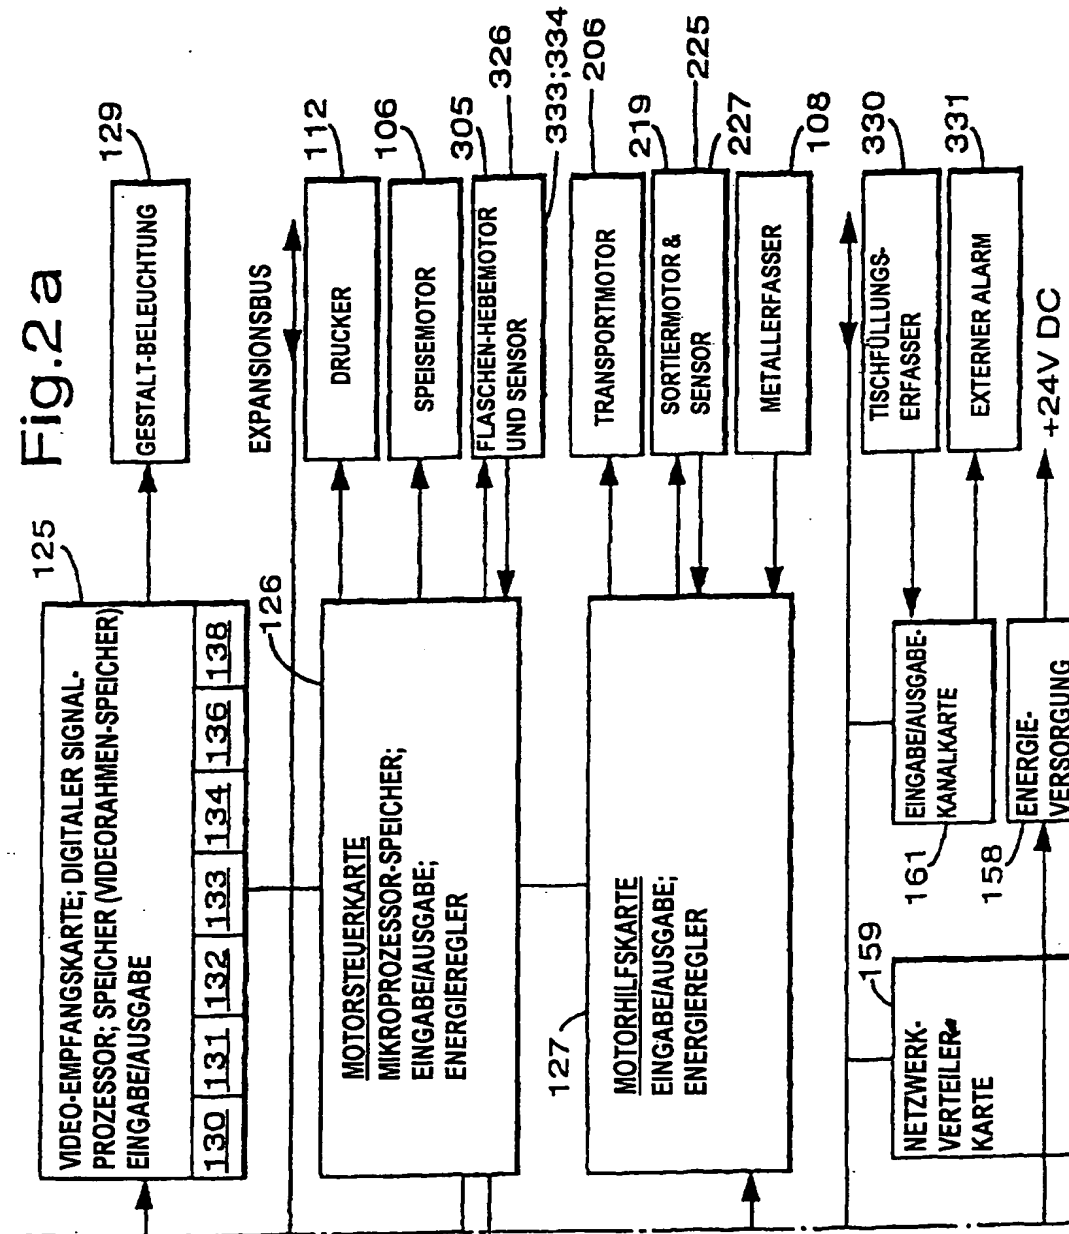 Fig.2a
125
VIDEO-EMPFANGSKARTE; DIGITALER SIGNAL-
PROZESSOR; SPEICHER (VIDEORAHMEN-SPEICHER)
EINGABE/AUSGABE
130 131 132 133 134 136 138
GESTALT-BELEUCHTUNG
129
EXPANSIONSBUS
126
MOTORSTEUERKARTE
MIKROPROZESSOR-SPEICHER;
EINGABE/AUSGABE;
ENERGIEREGLER
DRUCKER
112
SPEISEMOTOR
106
FLASCHEN-HEBEMOTOR
UND SENSOR
305
326
333;334
127
MOTORHILFSKARTE
EINGABE/AUSGABE;
ENERGIEREGLER
TRANSPORTMOTOR
206
SORTIERMOTOR &
SENSOR
219
225
227
METALLERFASSER
108
159
NETZWERK-
VERTEILER-
KARTE
161
EINGABE/AUSGABE-
KANALKARTE
TISCHFÜLLUNGS-
ERFASSER
330
EXTERNER ALARM
331
158
ENERGIE-
VERSORGUNG
+24V DC